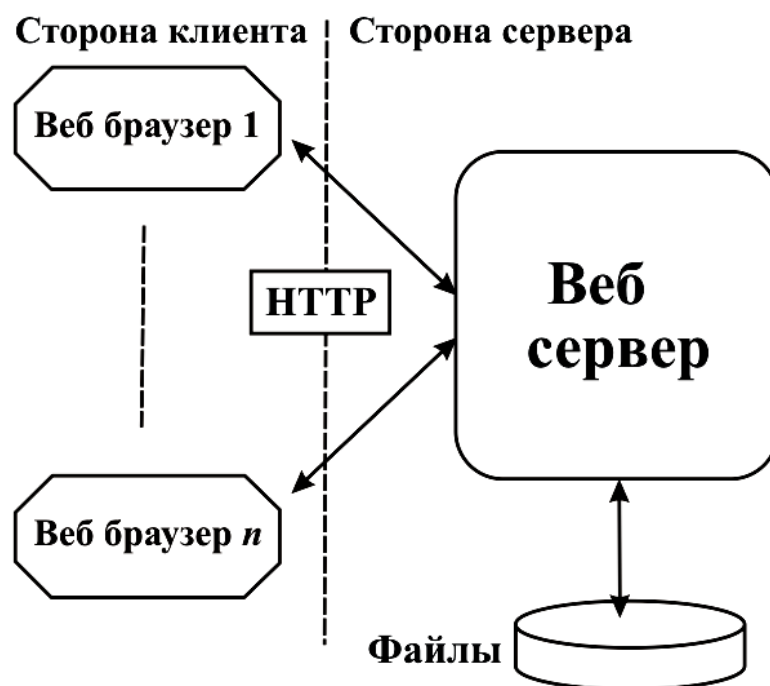 Сторона клиента
Сторона сервера
Веб браузер 1
HTTP
Веб
сервер
Веб браузер n
Файлы